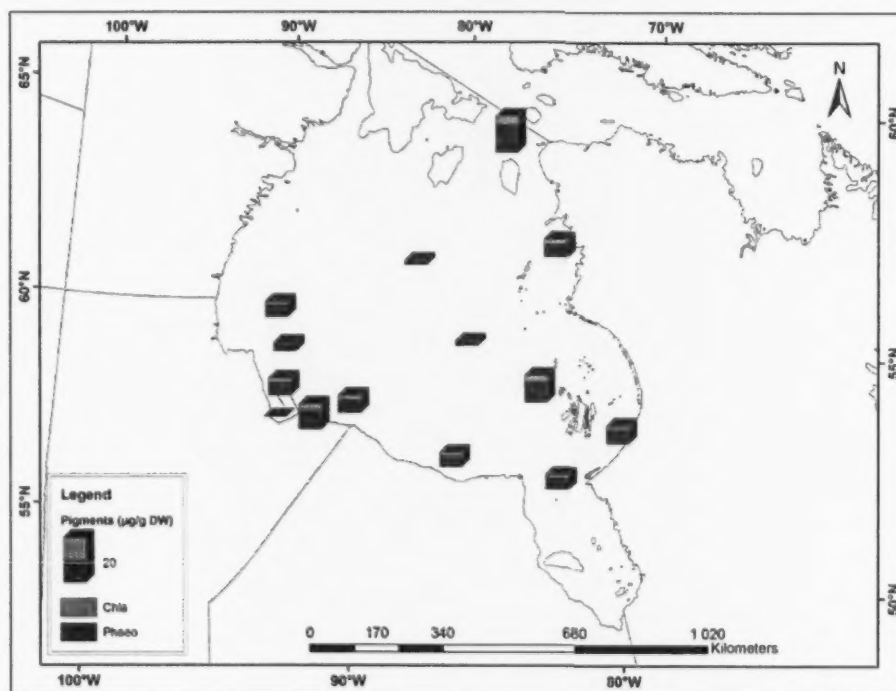 100°W 90°W 80°W 70°W
65°N
N
60°N
60°N
55°N
55°N
50°N
Legend
Pigments (µg/g DW)
20
Chla
Phaeo
0 170 340 680 1 020
Kilometers
100°W 90°W 80°W